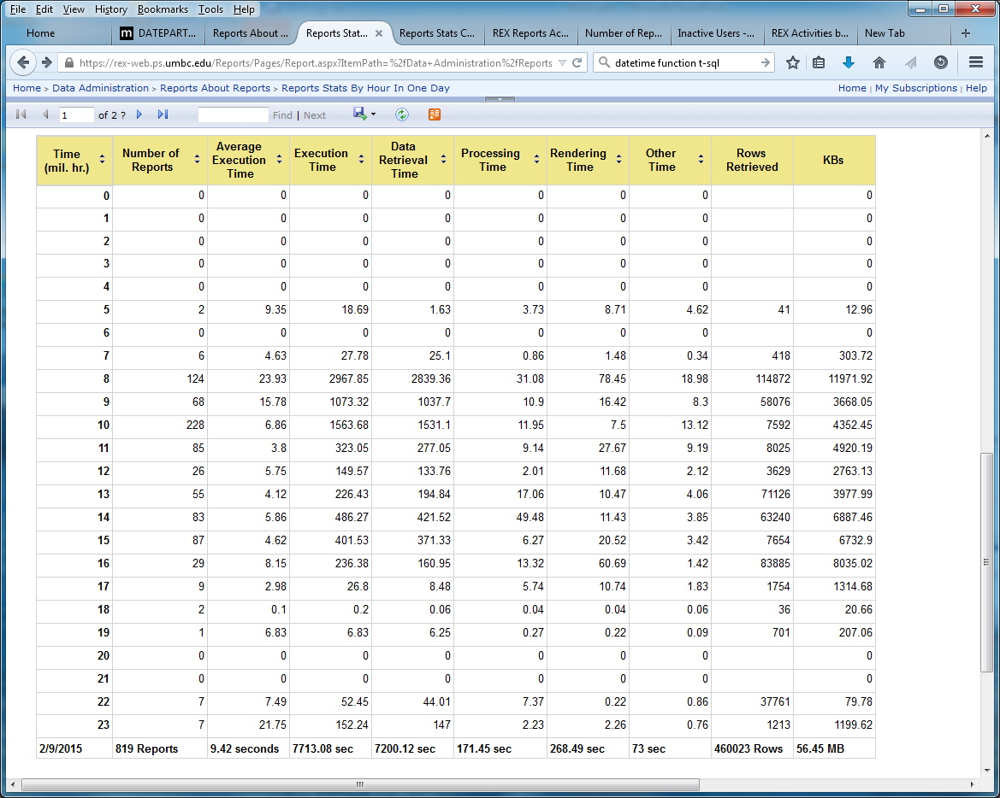 File Edit View History Bookmarks Tools Help
Home m DATEPART... Reports About ... Reports Stat... Reports Stats C... REX Reports Ac... Number of Rep... Inactive Users -... REX Activities b... New Tab
https://rex-web.ps.umbc.edu/Reports/Pages/Report.aspx?ItemPath=%2fData+Administration%2fReports datetime function t-sql
Home > Data Administration > Reports About Reports > Reports Stats By Hour In One Day Home | My Subscriptions | Help
1 of 2 ? Find | Next
Time (mil. hr.) Number of Reports Average Execution Time Execution Time Data Retrieval Time Processing Time Rendering Time Other Time Rows Retrieved KBs
0 0 0 0 0 0 0 0 0
1 0 0 0 0 0 0 0 0
2 0 0 0 0 0 0 0 0
3 0 0 0 0 0 0 0 0
4 0 0 0 0 0 0 0 0
5 2 9.35 18.69 1.63 3.73 8.71 4.62 41 12.96
6 0 0 0 0 0 0 0 0
7 6 4.63 27.78 25.1 0.86 1.48 0.34 418 303.72
8 124 23.93 2967.85 2839.36 31.08 78.45 18.98 114872 11971.92
9 68 15.78 1073.32 1037.7 10.9 16.42 8.3 58076 3668.05
10 228 6.86 1563.68 1531.1 11.95 7.5 13.12 7592 4352.45
11 85 3.8 323.05 277.05 9.14 27.67 9.19 8025 4920.19
12 26 5.75 149.57 133.76 2.01 11.68 2.12 3629 2763.13
13 55 4.12 226.43 194.84 17.06 10.47 4.06 71126 3977.99
14 83 5.86 486.27 421.52 49.48 11.43 3.85 63240 6887.46
15 87 4.62 401.53 371.33 6.27 20.52 3.42 7654 6732.9
16 29 8.15 236.38 160.95 13.32 60.69 1.42 83885 8035.02
17 9 2.98 26.8 8.48 5.74 10.74 1.83 1754 1314.68
18 2 0.1 0.2 0.06 0.04 0.04 0.06 36 20.66
19 1 6.83 6.83 6.25 0.27 0.22 0.09 701 207.06
20 0 0 0 0 0 0 0 0
21 0 0 0 0 0 0 0 0
22 7 7.49 52.45 44.01 7.37 0.22 0.86 37761 79.78
23 7 21.75 152.24 147 2.23 2.26 0.76 1213 1199.62
2/9/2015 819 Reports 9.42 seconds 7713.08 sec 7200.12 sec 171.45 sec 268.49 sec 73 sec 460023 Rows 56.45 MB